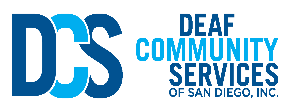 DCS
DEAF
COMMUNITY
SERVICES
OF SAN DIEGO, INC.